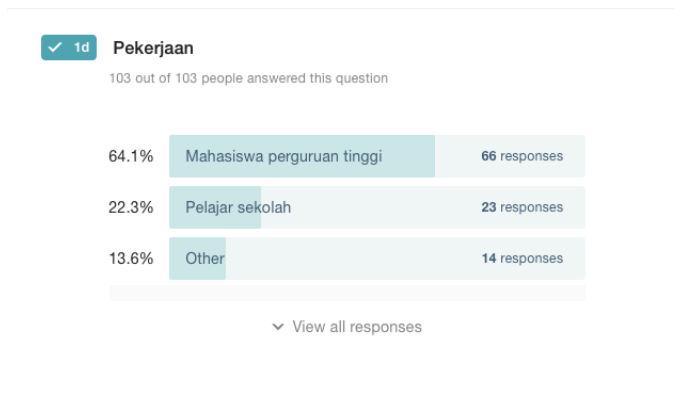 1d Pekerjaan
103 out of 103 people answered this question
64.1% Mahasiswa perguruan tinggi 66 responses
22.3% Pelajar sekolah 23 responses
13.6% Other 14 responses
View all responses